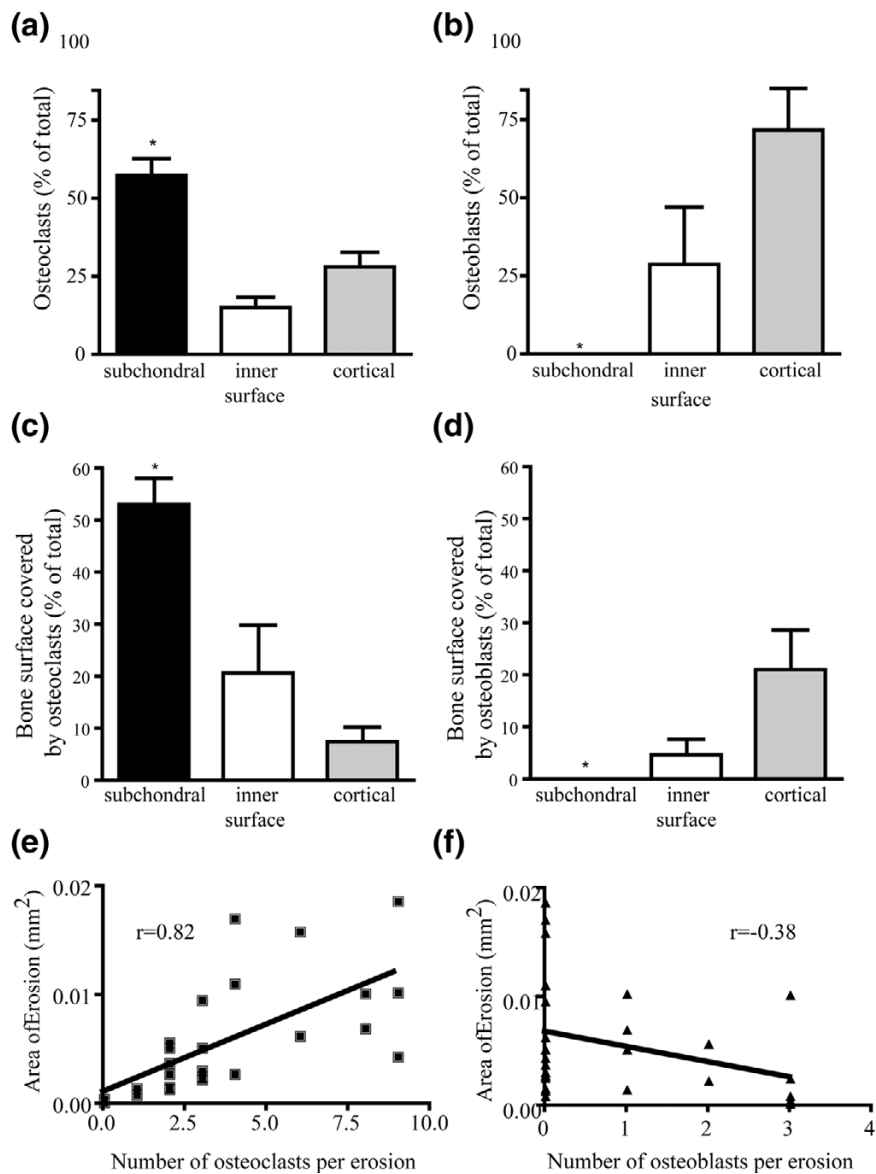 (a)
100
75
50
25
0
Osteoclasts (% of total)
*
subchondral inner cortical
surface
(b)
100
75
50
25
0
Osteoblasts (% of total)
*
subchondral inner cortical
surface
(c)
60
50
40
30
20
10
0
Bone surface covered
by osteoclasts (% of total)
*
subchondral inner cortical
surface
(d)
60
50
40
30
20
10
0
Bone surface covered
by osteoblasts (% of total)
*
subchondral inner cortical
surface
(e)
0.02
0.01
0.00
Area ofErosion (mm²)
r=0.82
0 2.5 5.0 7.5 10.0
Number of osteoclasts per erosion
(f)
0.02
0.01
0.00
Area ofErosion (mm²)
r=-0.38
0 1 2 3 4
Number of osteoblasts per erosion